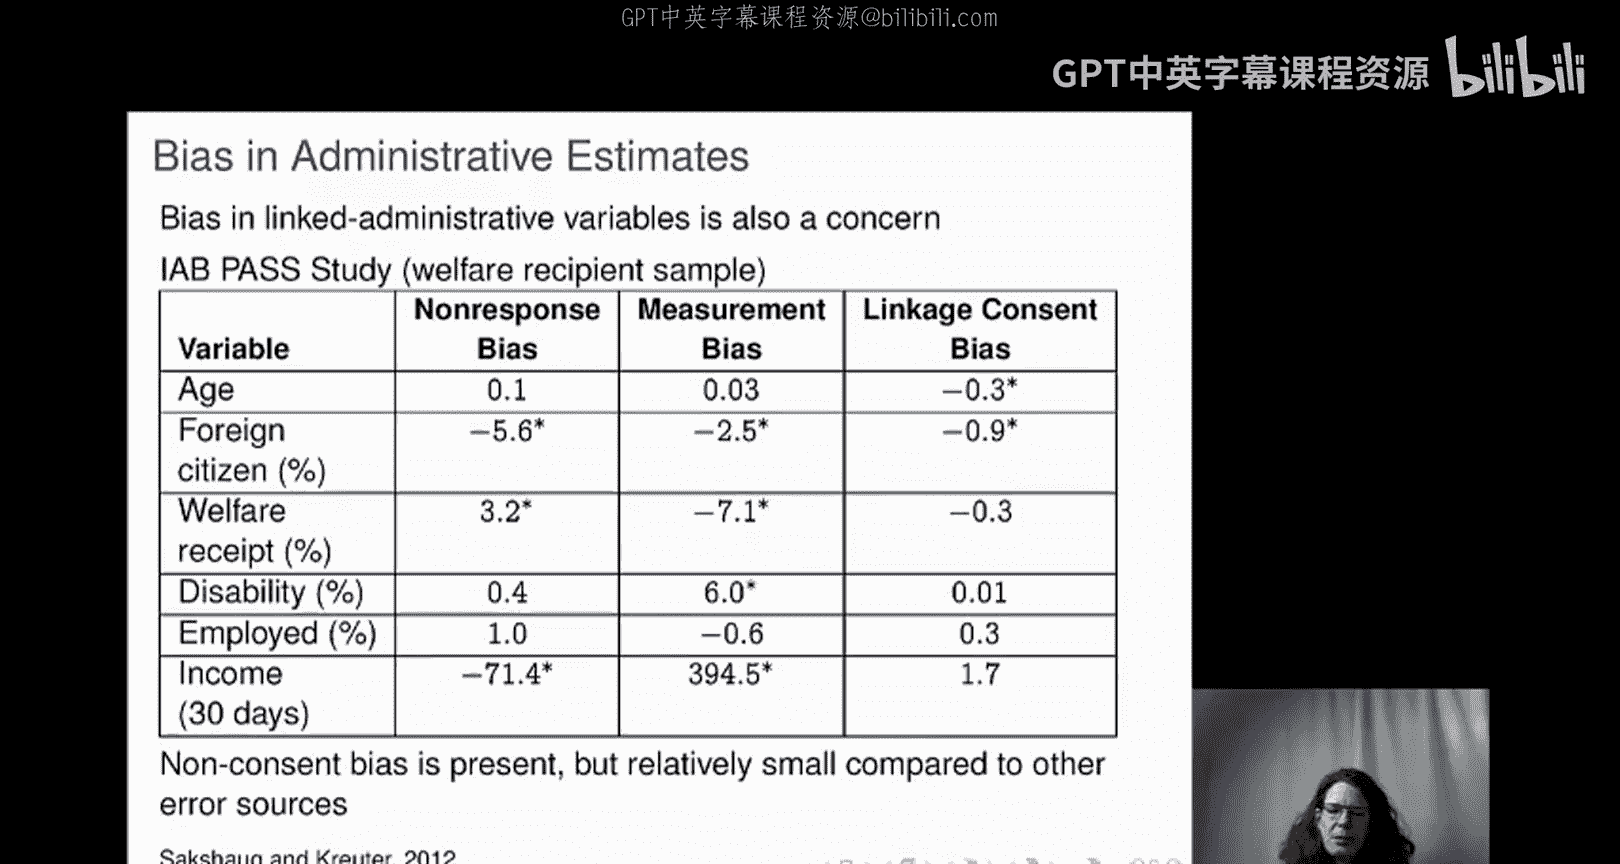 GPT中英字幕课程资源@bilibili.com
GPT中英字幕课程资源 bilibili
Bias in Administrative Estimates
Bias in linked-administrative variables is also a concern
IAB PASS Study (welfare recipient sample)
Variable Nonresponse Bias Measurement Bias Linkage Consent Bias
Age 0.1 0.03 −0.3*
Foreign citizen (%) −5.6* −2.5* −0.9*
Welfare receipt (%) 3.2* −7.1* −0.3
Disability (%) 0.4 6.0* 0.01
Employed (%) 1.0 −0.6 0.3
Income (30 days) −71.4* 394.5* 1.7
Non-consent bias is present, but relatively small compared to other
error sources
Sakshaug and Kreuter, 2012